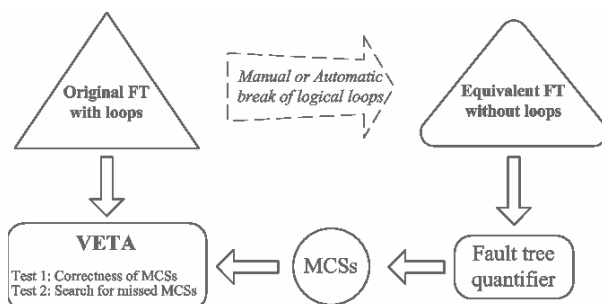 Original FT
with loops
Manual or Automatic
break of logical loops
Equivalent FT
without loops
VETA
Test 1: Correctness of MCSs
Test 2: Search for missed MCSs
MCSs
Fault tree
quantifier